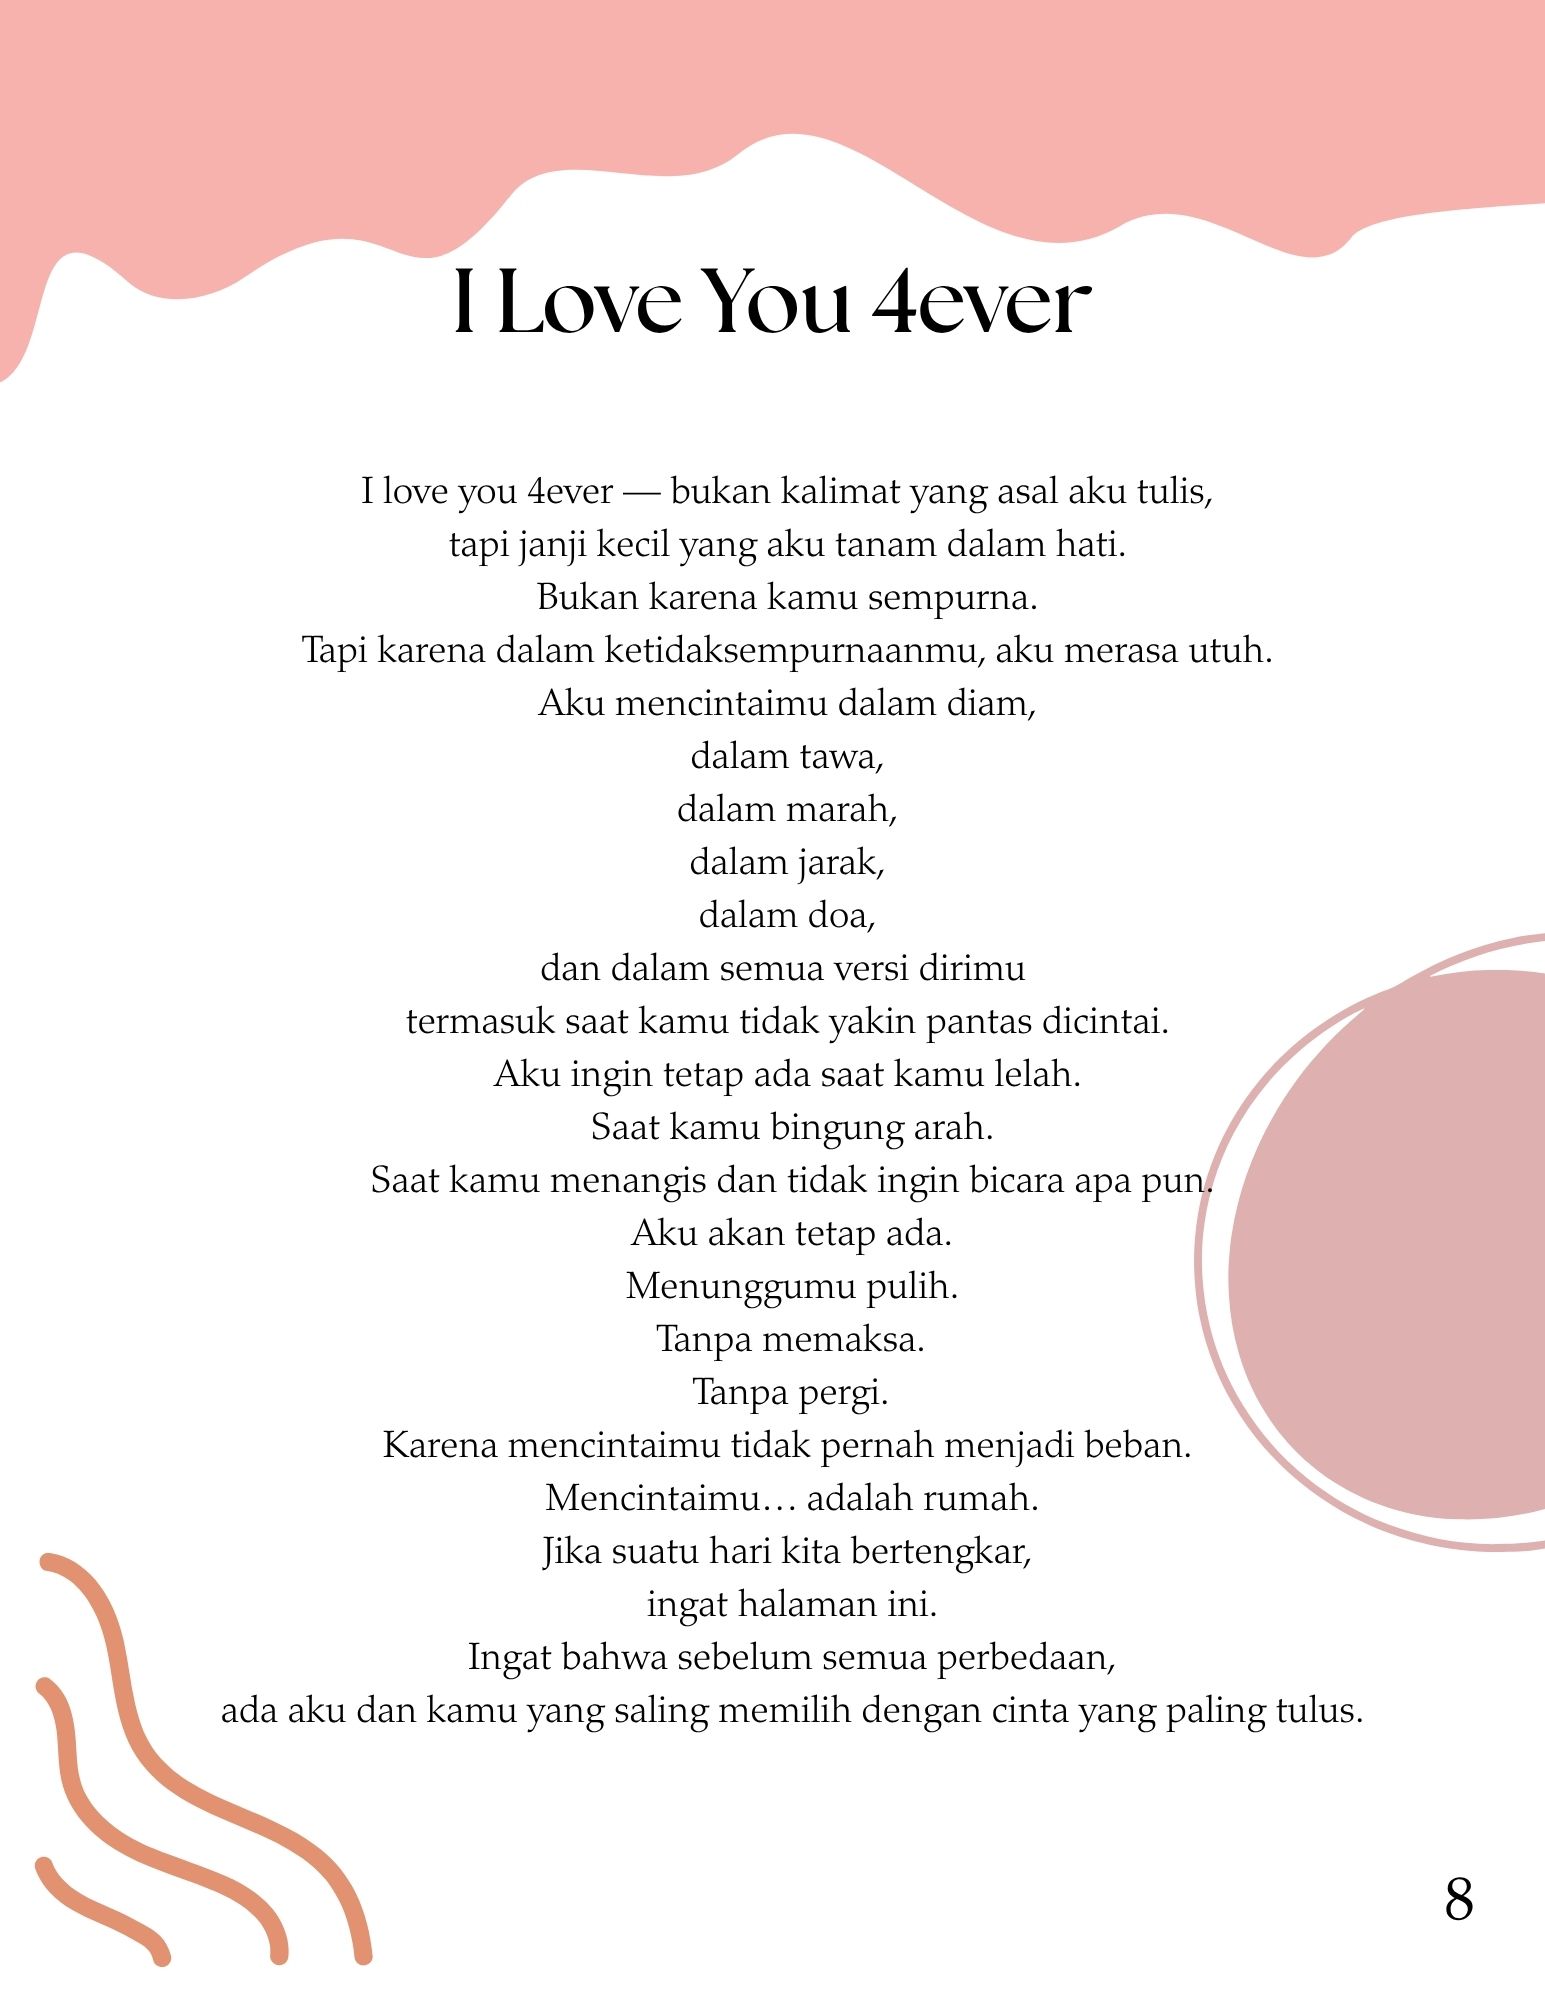 I Love You 4ever
I love you 4ever — bukan kalimat yang asal aku tulis,
tapi janji kecil yang aku tanam dalam hati.
Bukan karena kamu sempurna.
Tapi karena dalam ketidaksempurnaanmu, aku merasa utuh.
Aku mencintaimu dalam diam,
dalam tawa,
dalam marah,
dalam jarak,
dalam doa,
dan dalam semua versi dirimu
termasuk saat kamu tidak yakin pantas dicintai.
Aku ingin tetap ada saat kamu lelah.
Saat kamu bingung arah.
Saat kamu menangis dan tidak ingin bicara apa pun.
Aku akan tetap ada.
Menunggumu pulih.
Tanpa memaksa.
Tanpa pergi.
Karena mencintaimu tidak pernah menjadi beban.
Mencintaimu… adalah rumah.
Jika suatu hari kita bertengkar,
ingat halaman ini.
Ingat bahwa sebelum semua perbedaan,
ada aku dan kamu yang saling memilih dengan cinta yang paling tulus.
8